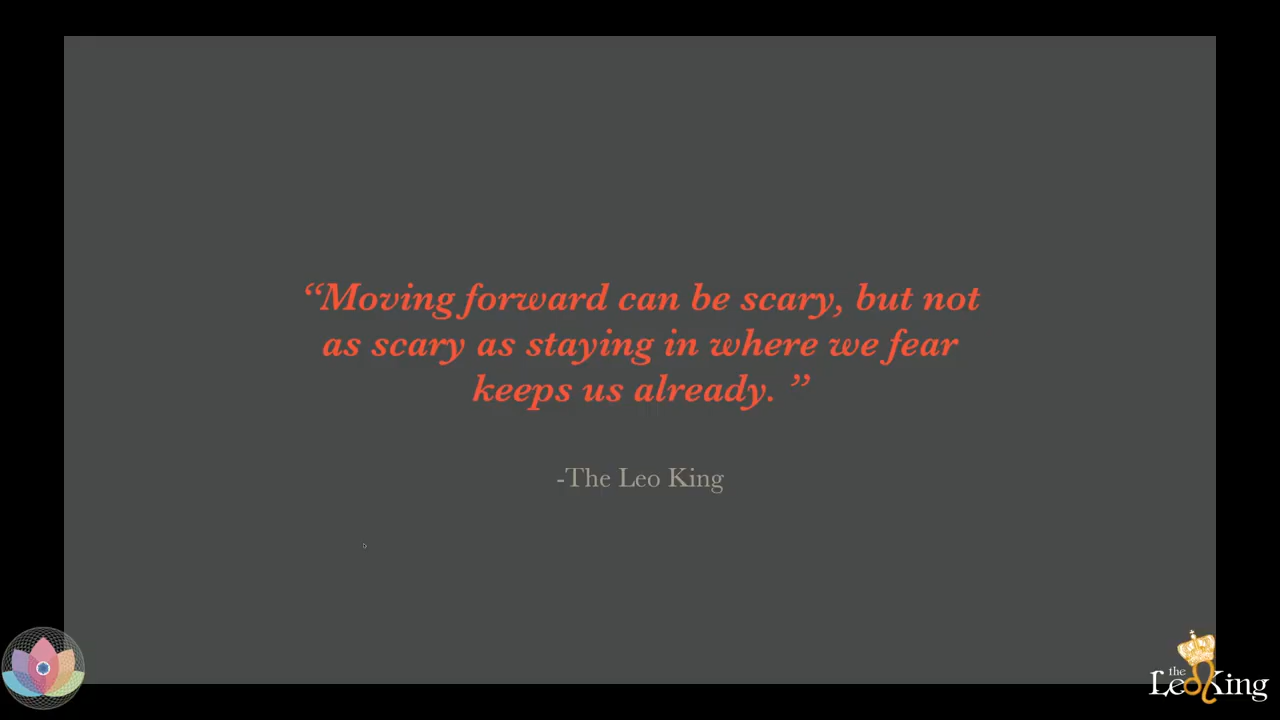 “Moving forward can be scary, but not
as scary as staying in where we fear
keeps us already. ”
-The Leo King
the
LeoKing